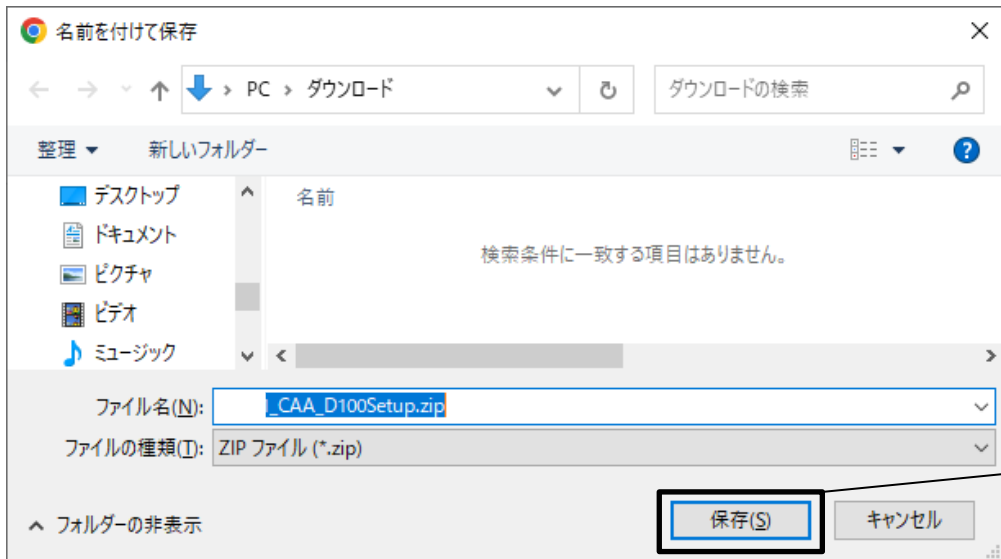 名前を付けて保存
PC › ダウンロード
ダウンロードの検索
整理
新しいフォルダー
デスクトップ
ドキュメント
ピクチャ
ビデオ
ミュージック
名前
検索条件に一致する項目はありません。
ファイル名(N):
_CAA_D100Setup.zip
ファイルの種類(T): ZIP ファイル (*.zip)
フォルダーの非表示
保存(S)
キャンセル